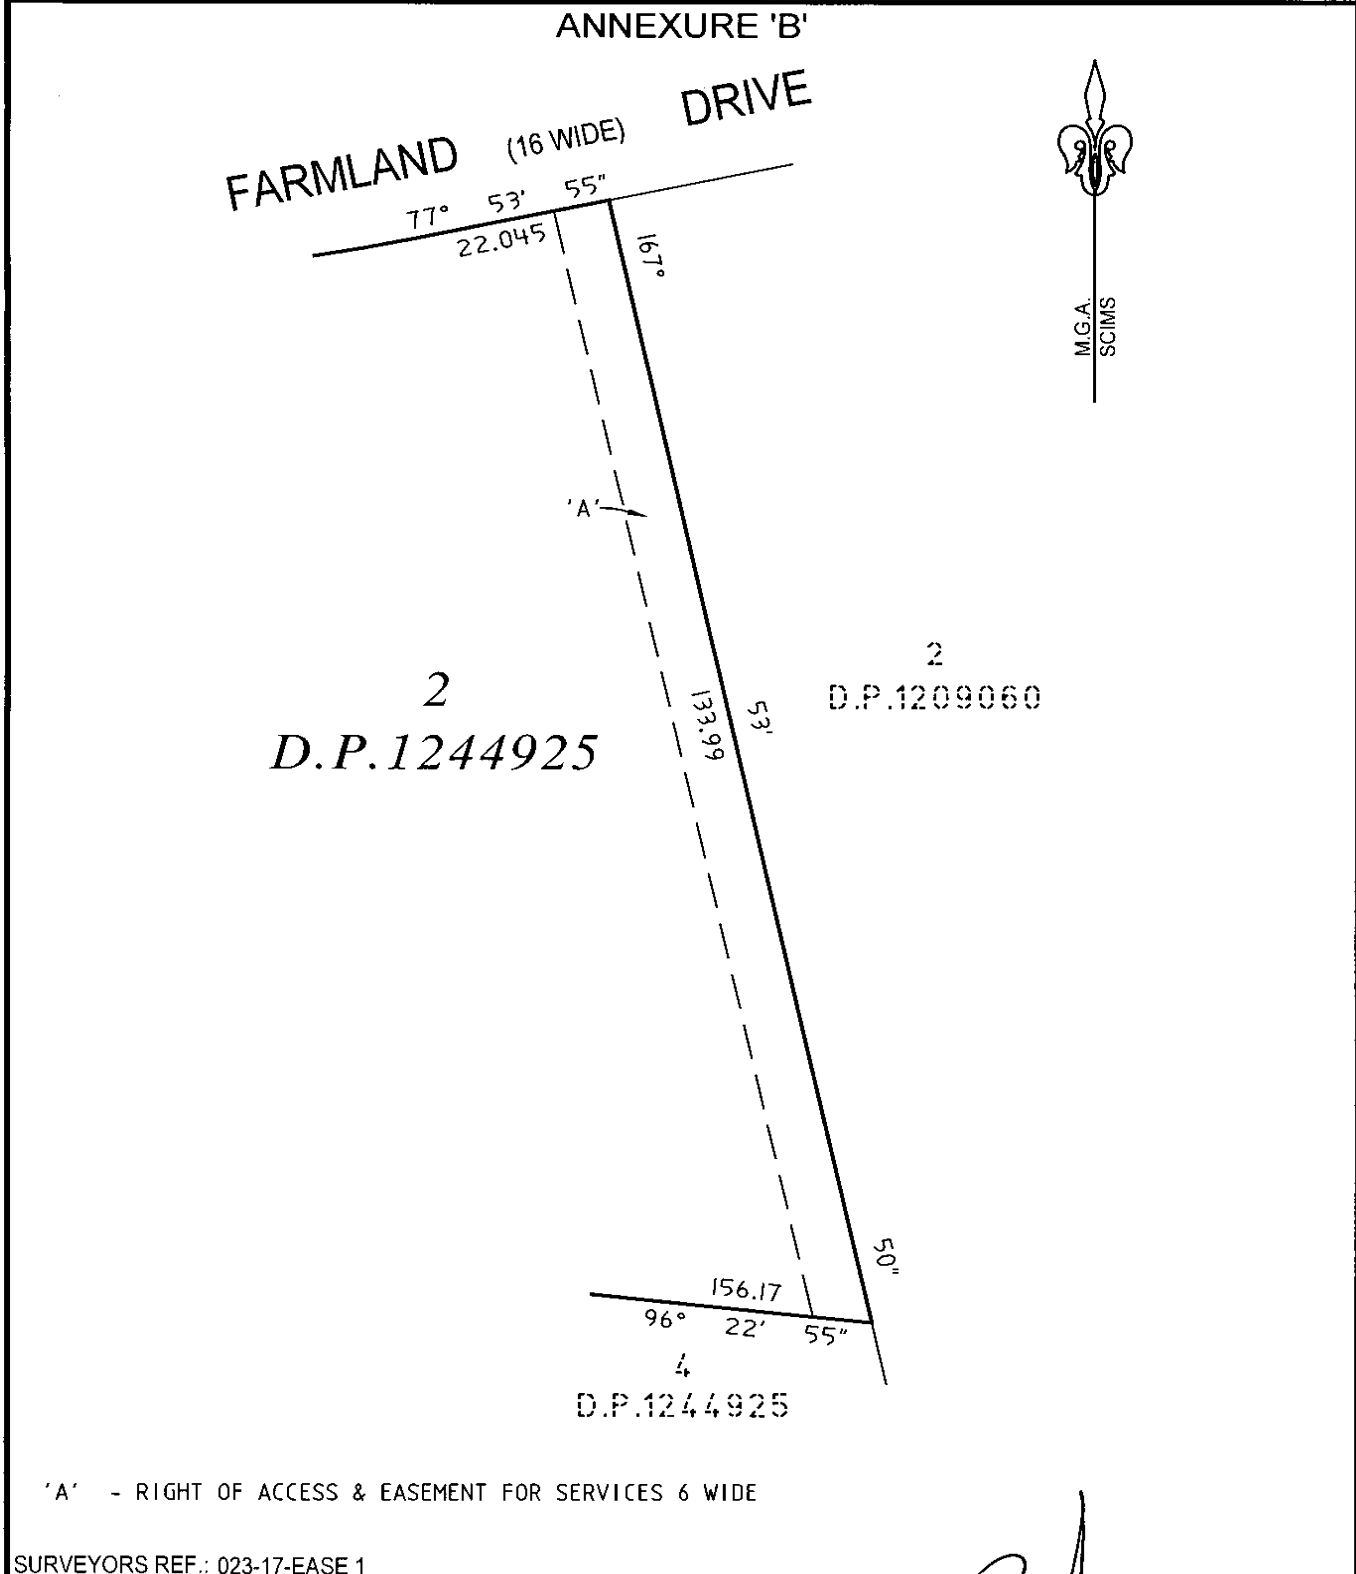 ANNEXURE 'B'
FARMLAND (16 WIDE) DRIVE
77° 53' 55"
22.045
167°
M.G.A.
SCIMS
'A'
2
D.P.1209060
2
D.P.1244925
133.99
53'
50"
156.17
96° 22' 55"
4
D.P.1244925
'A' - RIGHT OF ACCESS & EASEMENT FOR SERVICES 6 WIDE
SURVEYORS REF.: 023-17-EASE 1